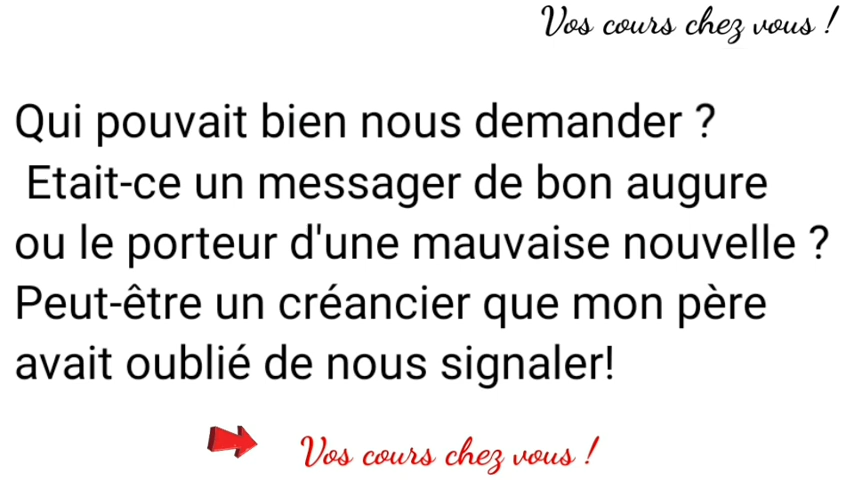 Vos cours chez vous !
Qui pouvait bien nous demander ?
Etait-ce un messager de bon augure
ou le porteur d'une mauvaise nouvelle ?
Peut-être un créancier que mon père
avait oublié de nous signaler!
Vos cours chez vous !